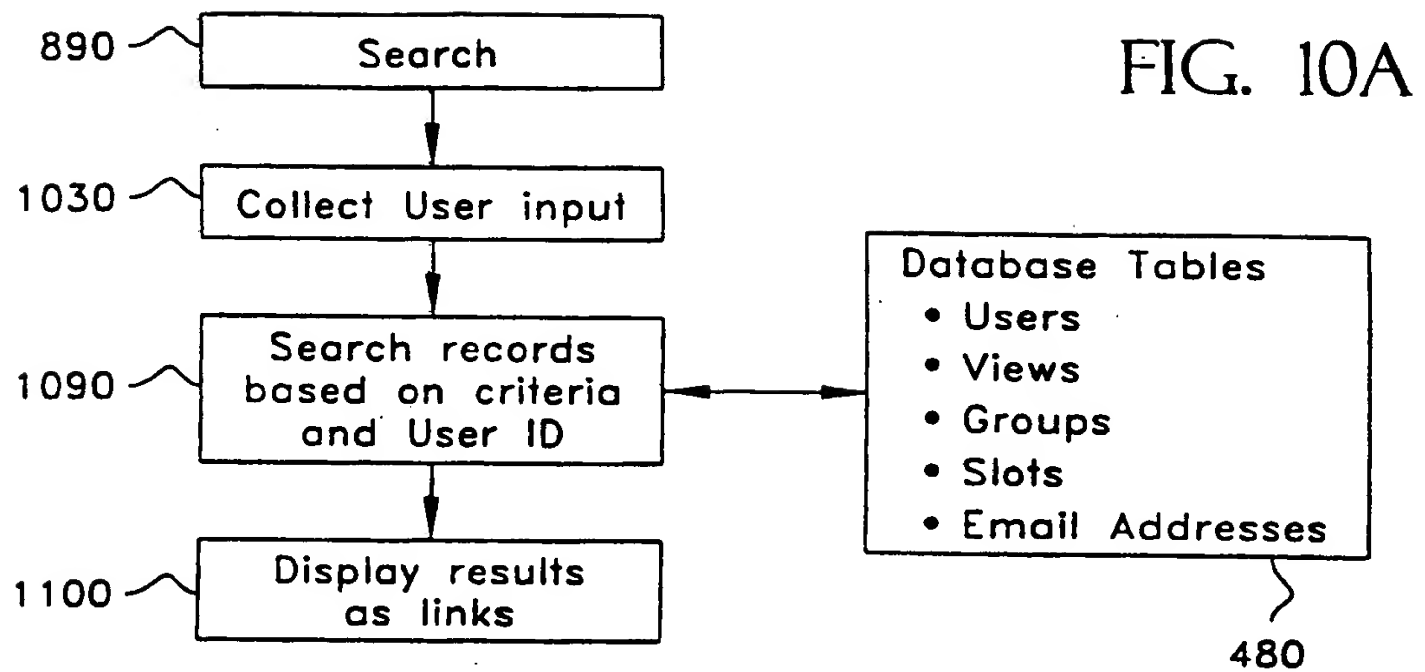 FIG. 10A
890
Search
1030
Collect User input
1090
Search records
based on criteria
and User ID
1100
Display results
as links
Database Tables
• Users
• Views
• Groups
• Slots
• Email Addresses
480